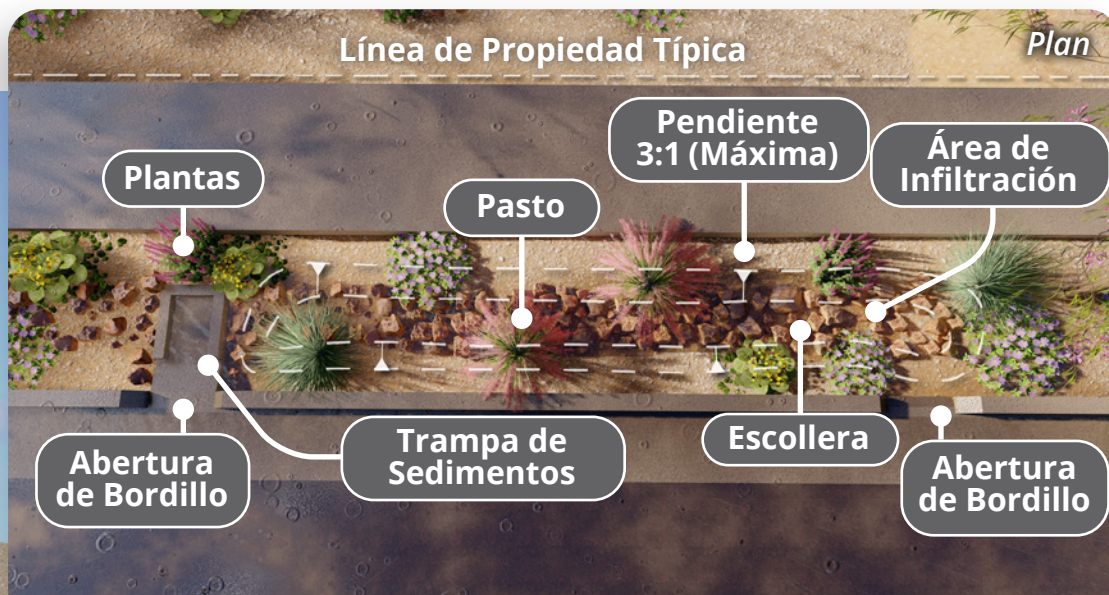 Línea de Propiedad Típica
Plan
Pendiente
3:1 (Máxima)
Área de
Infiltración
Plantas
Pasto
Abertura
de Bordillo
Trampa de
Sedimentos
Escollera
Abertura
de Bordillo